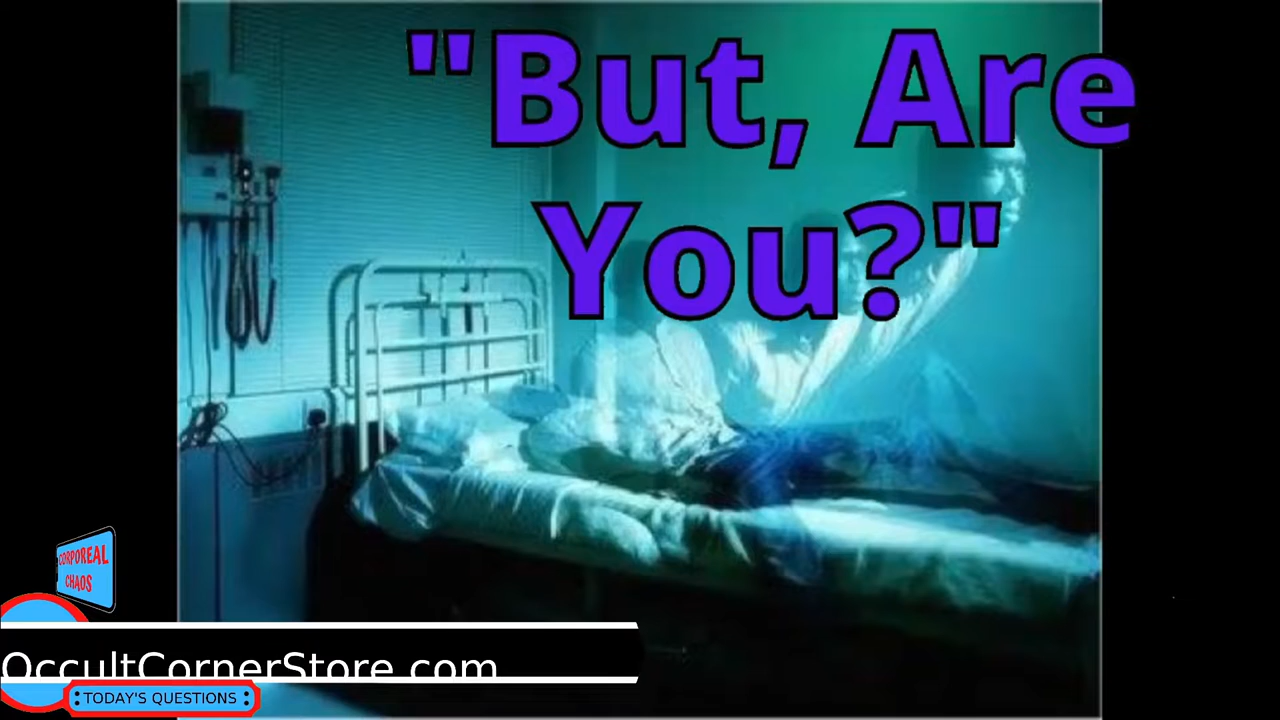 "But, Are
You?"
CORPOREAL
CHAOS
OccultCornerStore.com
TODAY'S QUESTIONS